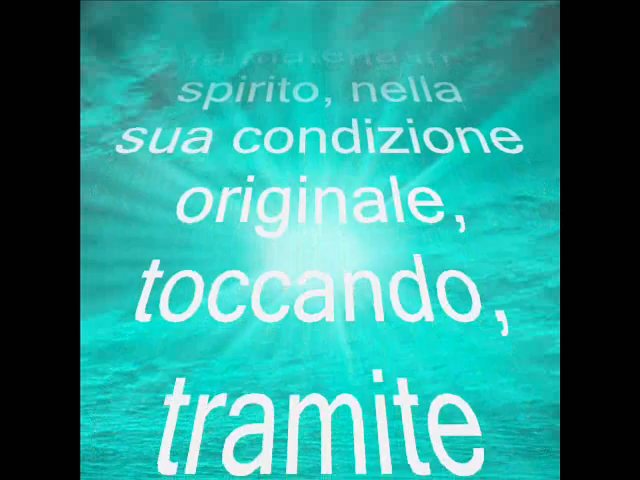 spirito, nella
sua condizione
originale,
toccando,
tramite